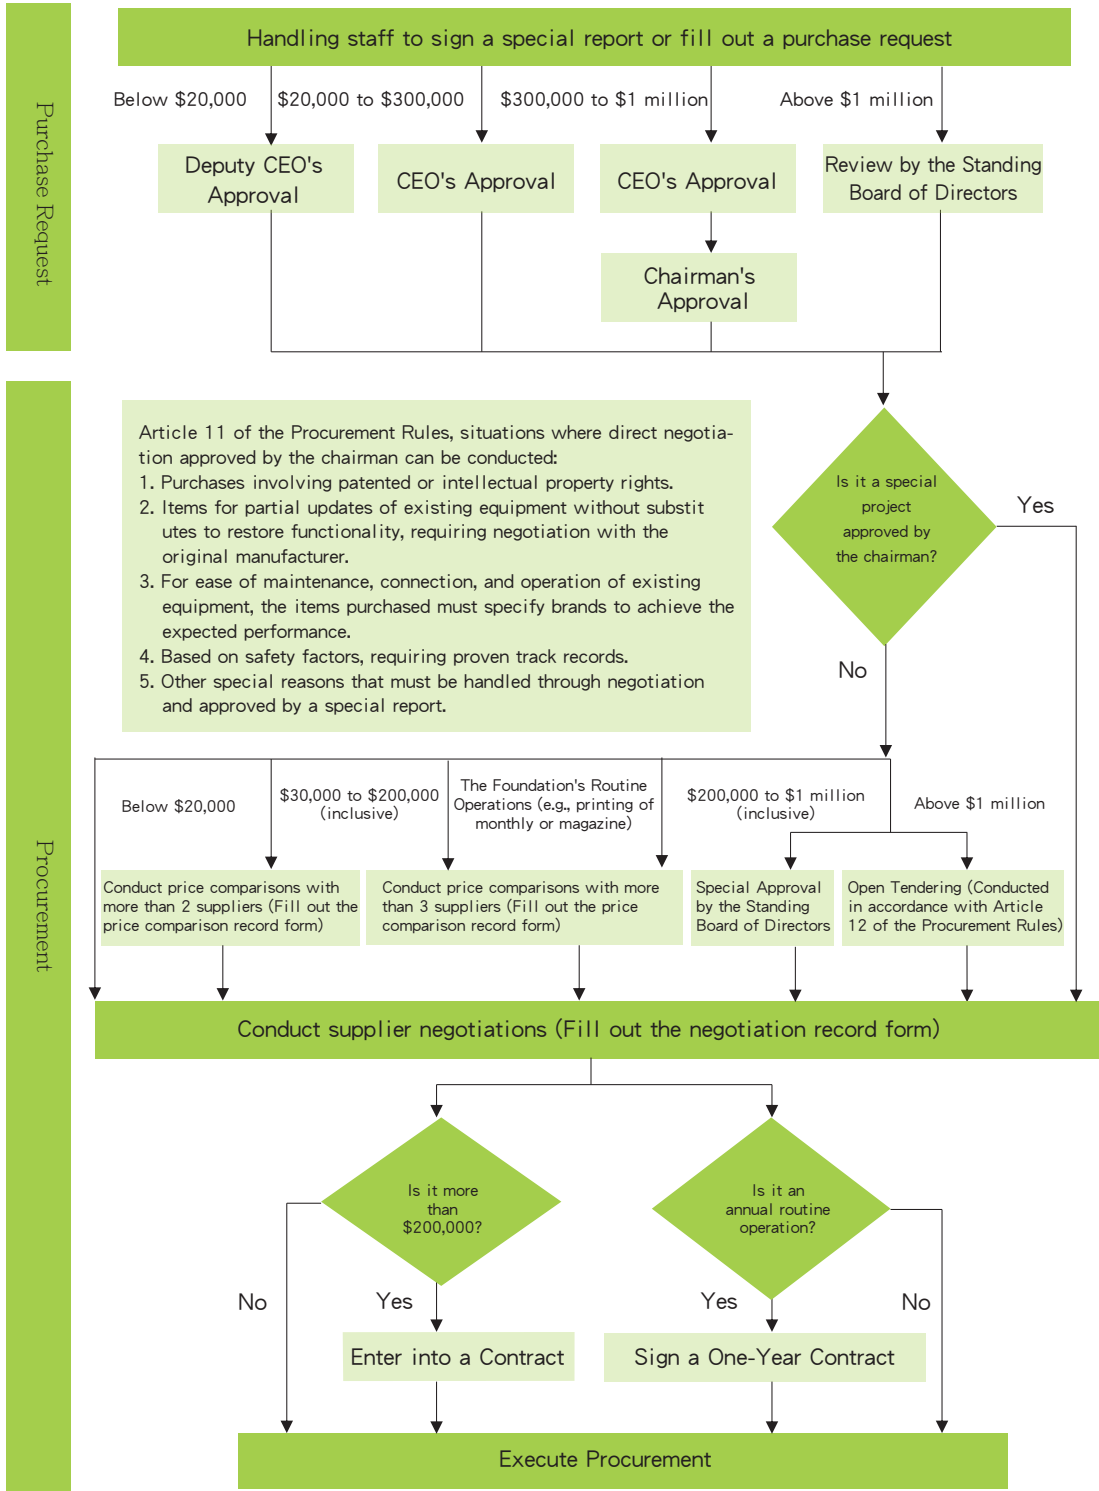 Purchase Request
Handling staff to sign a special report or fill out a purchase request
Below $20,000
$20,000 to $300,000
$300,000 to $1 million
Above $1 million
Deputy CEO's
Approval
CEO's Approval
CEO's Approval
Review by the Standing
Board of Directors
Chairman's
Approval
Procurement
Article 11 of the Procurement Rules, situations where direct negotia-
tion approved by the chairman can be conducted:
1. Purchases involving patented or intellectual property rights.
2. Items for partial updates of existing equipment without substit
utes to restore functionality, requiring negotiation with the
original manufacturer.
3. For ease of maintenance, connection, and operation of existing
equipment, the items purchased must specify brands to achieve the
expected performance.
4. Based on safety factors, requiring proven track records.
5. Other special reasons that must be handled through negotiation
and approved by a special report.
Is it a special
project
approved by
the chairman?
Yes
No
Below $20,000
$30,000 to $200,000
(inclusive)
The Foundation's Routine
Operations (e.g., printing of
monthly or magazine)
$200,000 to $1 million
(inclusive)
Above $1 million
Conduct price comparisons with
more than 2 suppliers (Fill out the
price comparison record form)
Conduct price comparisons with more
than 3 suppliers (Fill out the price
comparison record form)
Special Approval
by the Standing
Board of Directors
Open Tendering (Conducted
in accordance with Article
12 of the Procurement Rules)
Conduct supplier negotiations (Fill out the negotiation record form)
Is it more
than
$200,000?
Is it an
annual routine
operation?
No
Yes
Yes
No
Enter into a Contract
Sign a One-Year Contract
Execute Procurement